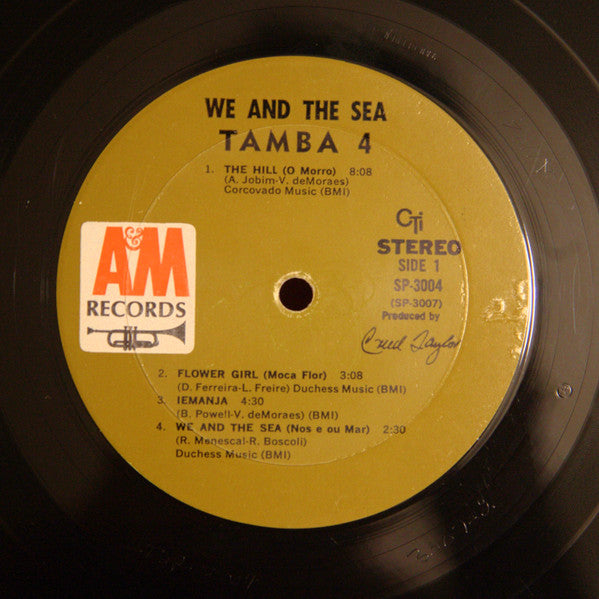 WE AND THE SEA
TAMBA 4
1. THE HILL (O Morro) 8:08
(A. Jobim-V. deMoraes)
Corcovado Music (BMI)
A&M
RECORDS
CTi
STEREO
SIDE 1
SP-3004
(SP-3007)
Produced by
Creed Taylor
2. FLOWER GIRL (Moca Flor) 3:08
(D. Ferreira-L. Freire) Duchess Music (BMI)
3. IEMANJA 4:30
(B. Powell-V. deMoraes) (BMI)
4. WE AND THE SEA (Nos e ou Mar) 2:30
(R. Menescal-R. Boscoli)
Duchess Music (BMI)